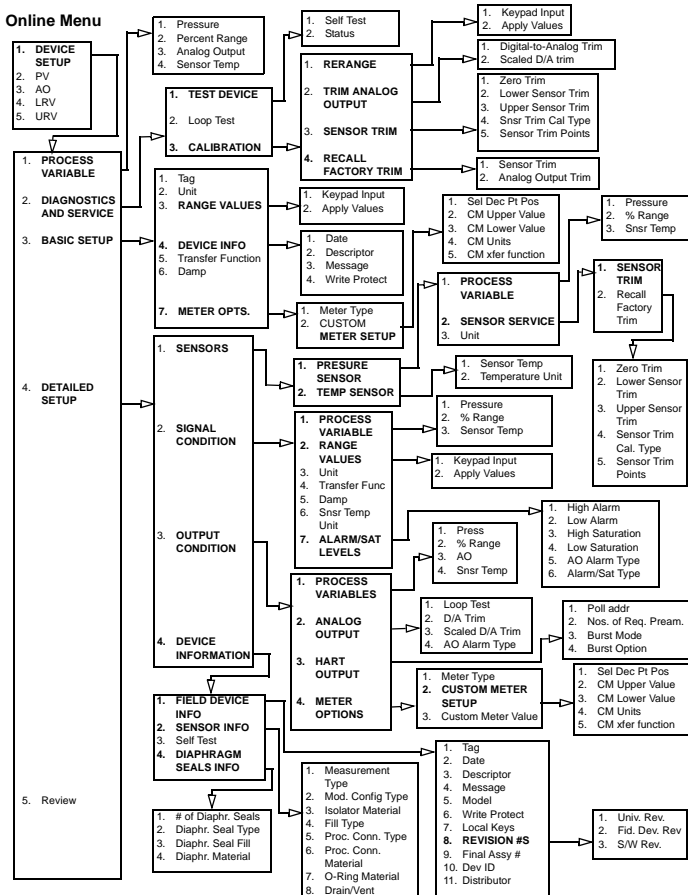 Online Menu
1. DEVICE
SETUP
2. PV
3. AO
4. LRV
5. URV
1. Pressure
2. Percent Range
3. Analog Output
4. Sensor Temp
1. Self Test
2. Status
1. Keypad Input
2. Apply Values
1. Digital-to-Analog Trim
2. Scaled D/A trim
1. RERANGE
2. TRIM ANALOG
OUTPUT
3. SENSOR TRIM
4. RECALL
FACTORY TRIM
1. TEST DEVICE
2. Loop Test
3. CALIBRATION
1. Zero Trim
2. Lower Sensor Trim
3. Upper Sensor Trim
4. Snsr Trim Cal Type
5. Sensor Trim Points
1. Sensor Trim
2. Analog Output Trim
1. PROCESS
VARIABLE
2. DIAGNOSTICS
AND SERVICE
3. BASIC SETUP
4. DETAILED
SETUP
5. Review
1. Tag
2. Unit
3. RANGE VALUES
4. DEVICE INFO
5. Transfer Function
6. Damp
7. METER OPTS.
1. Keypad Input
2. Apply Values
1. Date
2. Descriptor
3. Message
4. Write Protect
1. Meter Type
2. CUSTOM
METER SETUP
1. Sel Dec Pt Pos
2. CM Upper Value
3. CM Lower Value
4. CM Units
5. CM xfer function
1. PROCESS
VARIABLE
2. SENSOR SERVICE
3. Unit
1. Pressure
2. % Range
3. Snsr Temp
1. SENSOR
TRIM
2. Recall
Factory
Trim
1. Zero Trim
2. Lower Sensor
Trim
3. Upper Sensor
Trim
4. Sensor Trim
Cal. Type
5. Sensor Trim
Points
1. SENSORS
2. SIGNAL
CONDITION
3. OUTPUT
CONDITION
4. DEVICE
INFORMATION
1. PRESURE
SENSOR
2. TEMP SENSOR
1. Sensor Temp
2. Temperature Unit
1. PROCESS
VARIABLE
2. RANGE
VALUES
3. Unit
4. Transfer Func
5. Damp
6. Snsr Temp
Unit
7. ALARM/SAT
LEVELS
1. Pressure
2. % Range
3. Sensor Temp
1. Keypad Input
2. Apply Values
1. High Alarm
2. Low Alarm
3. High Saturation
4. Low Saturation
5. AO Alarm Type
6. Alarm/Sat Type
1. Press
2. % Range
3. AO
4. Snsr Temp
1. PROCESS
VARIABLES
2. ANALOG
OUTPUT
3. HART
OUTPUT
4. METER
OPTIONS
1. Loop Test
2. D/A Trim
3. Scaled D/A Trim
4. AO Alarm Type
1. Poll addr
2. Nos. of Req. Pream.
3. Burst Mode
4. Burst Option
1. Meter Type
2. CUSTOM METER
SETUP
3. Custom Meter Value
1. Sel Dec Pt Pos
2. CM Upper Value
3. CM Lower Value
4. CM Units
5. CM xfer function
1. FIELD DEVICE
INFO
2. SENSOR INFO
3. Self Test
4. DIAPHRAGM
SEALS INFO
1. # of Diaphr. Seals
2. Diaphr. Seal Type
3. Diaphr. Seal Fill
4. Diaphr. Material
1. Measurement
Type
2. Mod. Config Type
3. Isolator Material
4. Fill Type
5. Proc. Conn. Type
6. Proc. Conn.
Material
7. O-Ring Material
8. Drain/Vent
1. Tag
2. Date
3. Descriptor
4. Message
5. Model
6. Write Protect
7. Local Keys
8. REVISION #S
9. Final Assy #
10. Dev ID
11. Distributor
1. Univ. Rev.
2. Fid. Dev. Rev
3. S/W Rev.